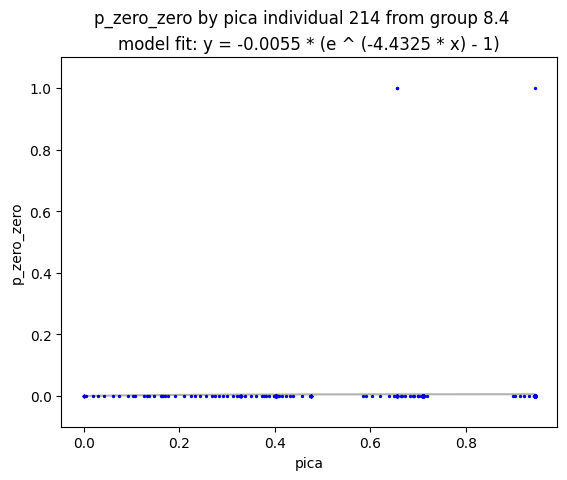 p_zero_zero by pica individual 214 from group 8.4
model fit: y = -0.0055 * (e ^ (-4.4325 * x) - 1)
1.0
0.8
0.6
0.4
0.2
0.0
p_zero_zero
0.0 0.2 0.4 0.6 0.8
pica